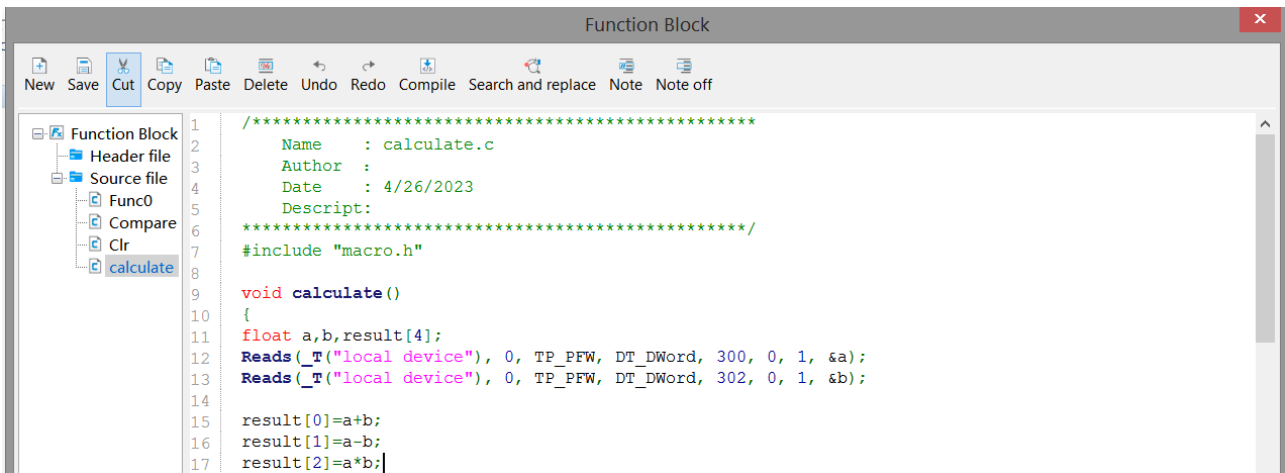 Function Block
New Save Cut Copy Paste Delete Undo Redo Compile Search and replace Note Note off
Function Block
Header file
Source file
Func0
Compare
Clr
calculate
1 /**************************************************
2 Name : calculate.c
3 Author :
4 Date : 4/26/2023
5 Descript:
6 **************************************************/
7 #include "macro.h"
8
9 void calculate()
10 {
11 float a,b,result[4];
12 Reads(_T("local device"), 0, TP_PFW, DT_DWord, 300, 0, 1, &a);
13 Reads(_T("local device"), 0, TP_PFW, DT_DWord, 302, 0, 1, &b);
14
15 result[0]=a+b;
16 result[1]=a-b;
17 result[2]=a*b;